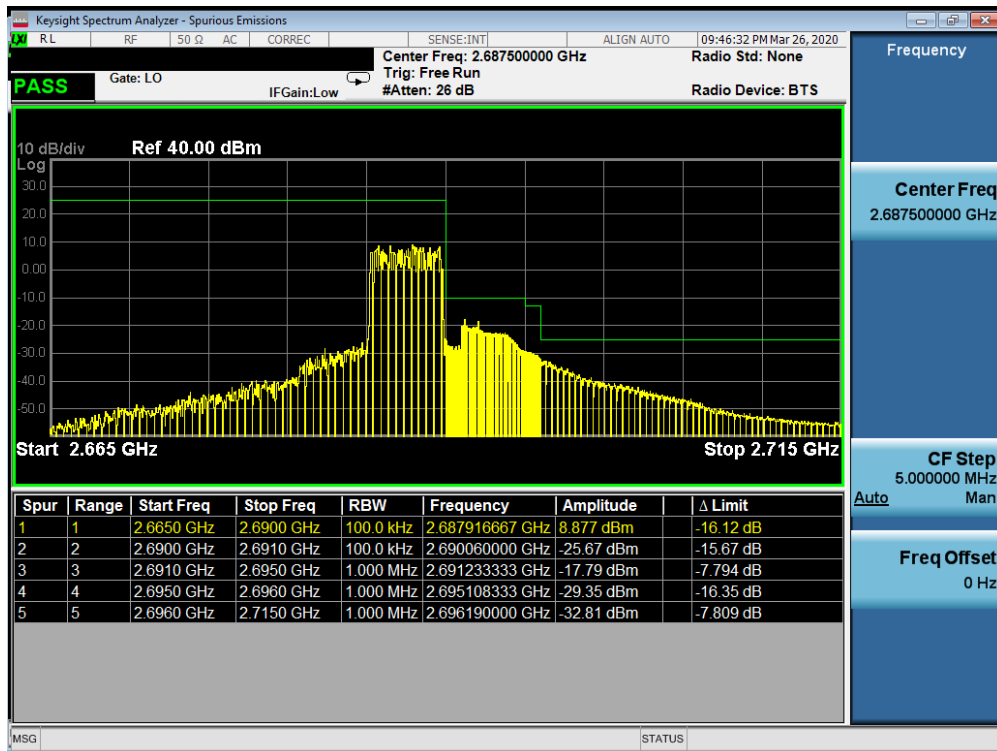 Keysight Spectrum Analyzer - Spurious Emissions
LXI RL RF 50 Ω AC CORREC SENSE:INT ALIGN AUTO 09:46:32 PM Mar 26, 2020
Center Freq: 2.687500000 GHz Radio Std: None
Gate: LO Trig: Free Run
PASS IFGain:Low #Atten: 26 dB Radio Device: BTS
Frequency
10 dB/div Ref 40.00 dBm
Log
30.0
20.0
10.0
0.00
-10.0
-20.0
-30.0
-40.0
-50.0
Start 2.665 GHz Stop 2.715 GHz
Center Freq
2.687500000 GHz
CF Step
5.000000 MHz
Auto Man
Freq Offset
0 Hz
Spur Range Start Freq Stop Freq RBW Frequency Amplitude Δ Limit
1 1 2.6650 GHz 2.6900 GHz 100.0 kHz 2.687916667 GHz 8.877 dBm -16.12 dB
2 2 2.6900 GHz 2.6910 GHz 100.0 kHz 2.690060000 GHz -25.67 dBm -15.67 dB
3 3 2.6910 GHz 2.6950 GHz 1.000 MHz 2.691233333 GHz -17.79 dBm -7.794 dB
4 4 2.6950 GHz 2.6960 GHz 1.000 MHz 2.695108333 GHz -29.35 dBm -16.35 dB
5 5 2.6960 GHz 2.7150 GHz 1.000 MHz 2.696190000 GHz -32.81 dBm -7.809 dB
MSG STATUS